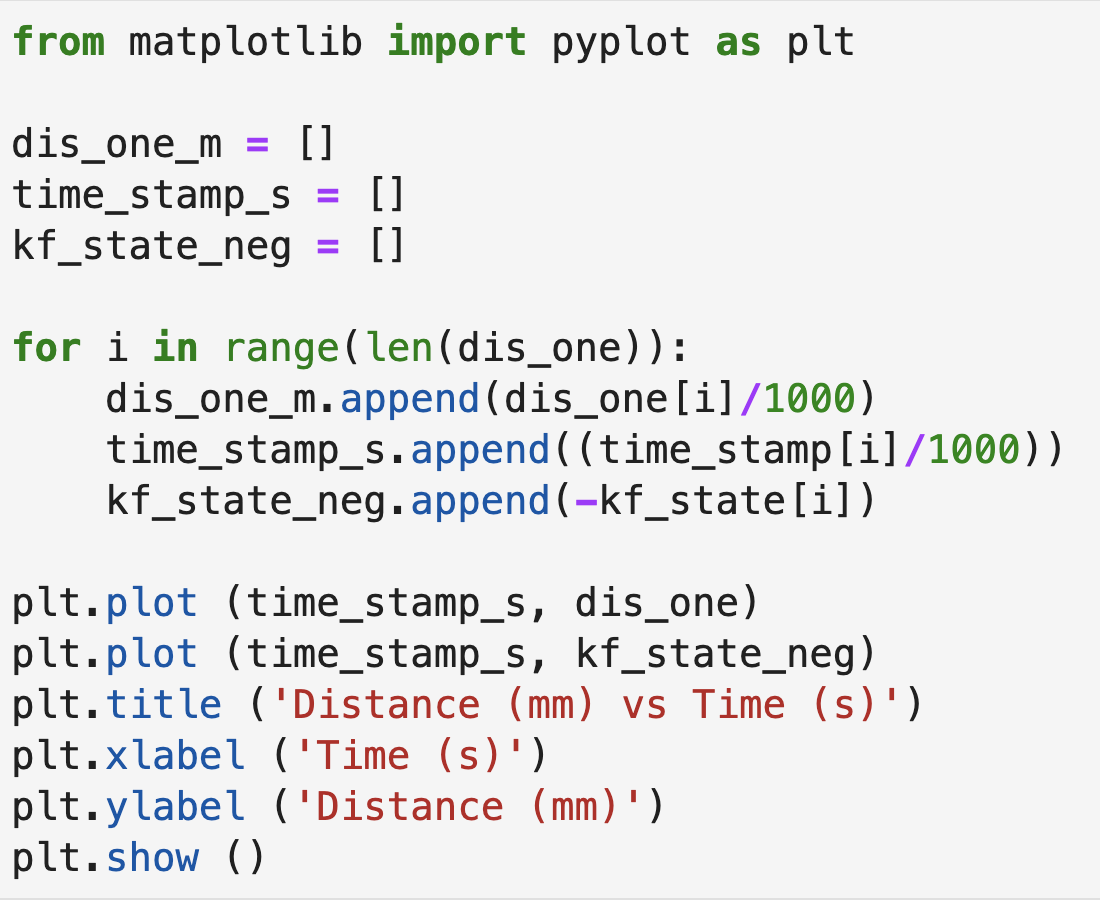 from matplotlib import pyplot as plt
dis_one_m = []
time_stamp_s = []
kf_state_neg = []
for i in range(len(dis_one)):
    dis_one_m.append(dis_one[i]/1000)
    time_stamp_s.append((time_stamp[i]/1000))
    kf_state_neg.append(-kf_state[i])
plt.plot (time_stamp_s, dis_one)
plt.plot (time_stamp_s, kf_state_neg)
plt.title ('Distance (mm) vs Time (s)')
plt.xlabel ('Time (s)')
plt.ylabel ('Distance (mm)')
plt.show ()